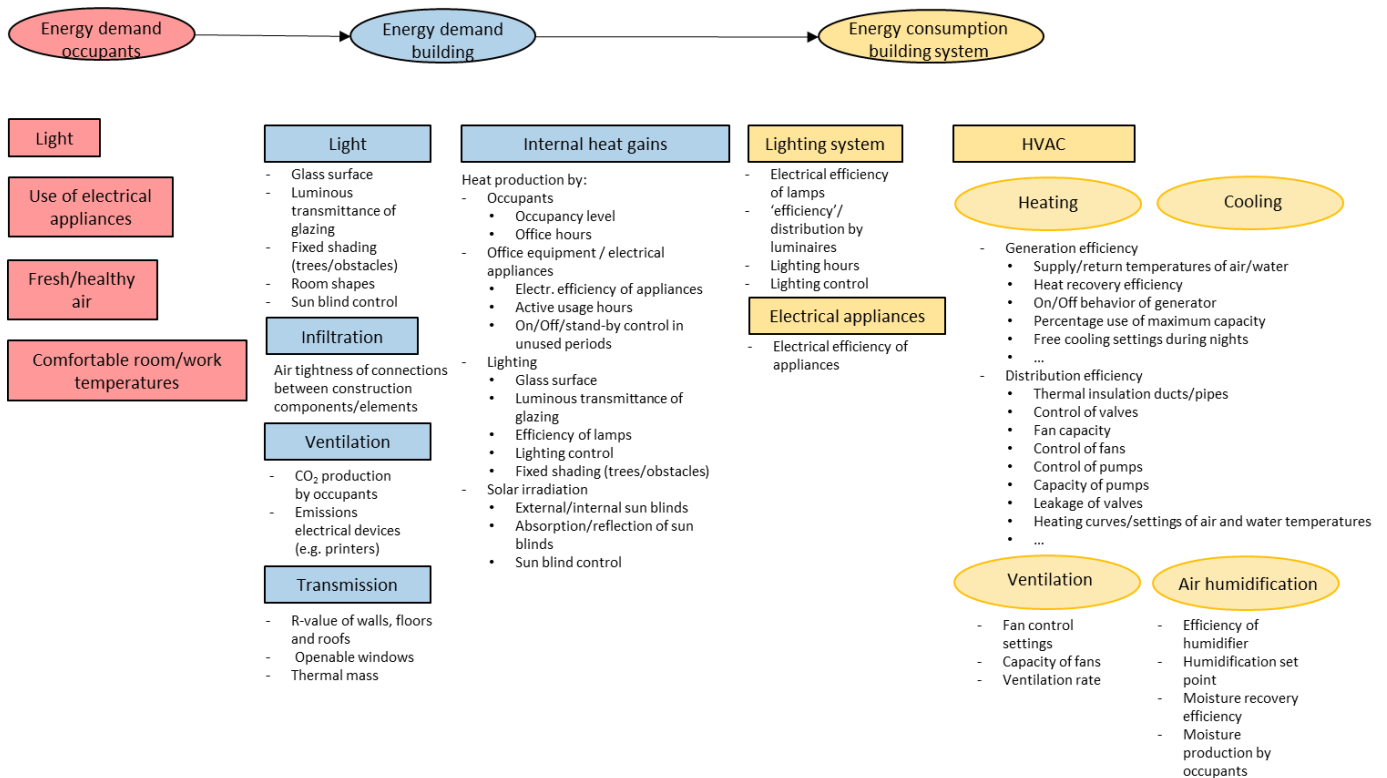 Energy demand
occupants
Energy demand
building
Energy consumption
building system
Light
Use of electrical
appliances
Fresh/healthy
air
Comfortable room/work
temperatures
Light
- Glass surface
- Luminous
transmittance of
glazing
- Fixed shading
(trees/obstacles)
- Room shapes
- Sun blind control
Infiltration
Air tightness of connections
between construction
components/elements
Ventilation
- CO₂ production
by occupants
- Emissions
electrical devices
(e.g. printers)
Transmission
- R-value of walls, floors
and roofs
- Openable windows
- Thermal mass
Internal heat gains
Heat production by:
- Occupants
• Occupancy level
• Office hours
- Office equipment / electrical
appliances
• Electr. efficiency of appliances
• Active usage hours
• On/Off/stand-by control in
unused periods
- Lighting
• Glass surface
• Luminous transmittance of
glazing
• Efficiency of lamps
• Lighting control
• Fixed shading (trees/obstacles)
- Solar irradiation
• External/internal sun blinds
• Absorption/reflection of sun
blinds
• Sun blind control
Lighting system
- Electrical efficiency
of lamps
- ‘efficiency’/
distribution by
luminaires
- Lighting hours
- Lighting control
Electrical appliances
- Electrical efficiency of
appliances
HVAC
Heating
Cooling
- Generation efficiency
• Supply/return temperatures of air/water
• Heat recovery efficiency
• On/Off behavior of generator
• Percentage use of maximum capacity
• Free cooling settings during nights
• …
- Distribution efficiency
• Thermal insulation ducts/pipes
• Control of valves
• Fan capacity
• Control of fans
• Control of pumps
• Capacity of pumps
• Leakage of valves
• Heating curves/settings of air and water temperatures
• …
Ventilation
- Fan control
settings
- Capacity of fans
- Ventilation rate
Air humidification
- Efficiency of
humidifier
- Humidification set
point
- Moisture recovery
efficiency
- Moisture
production by
occupants